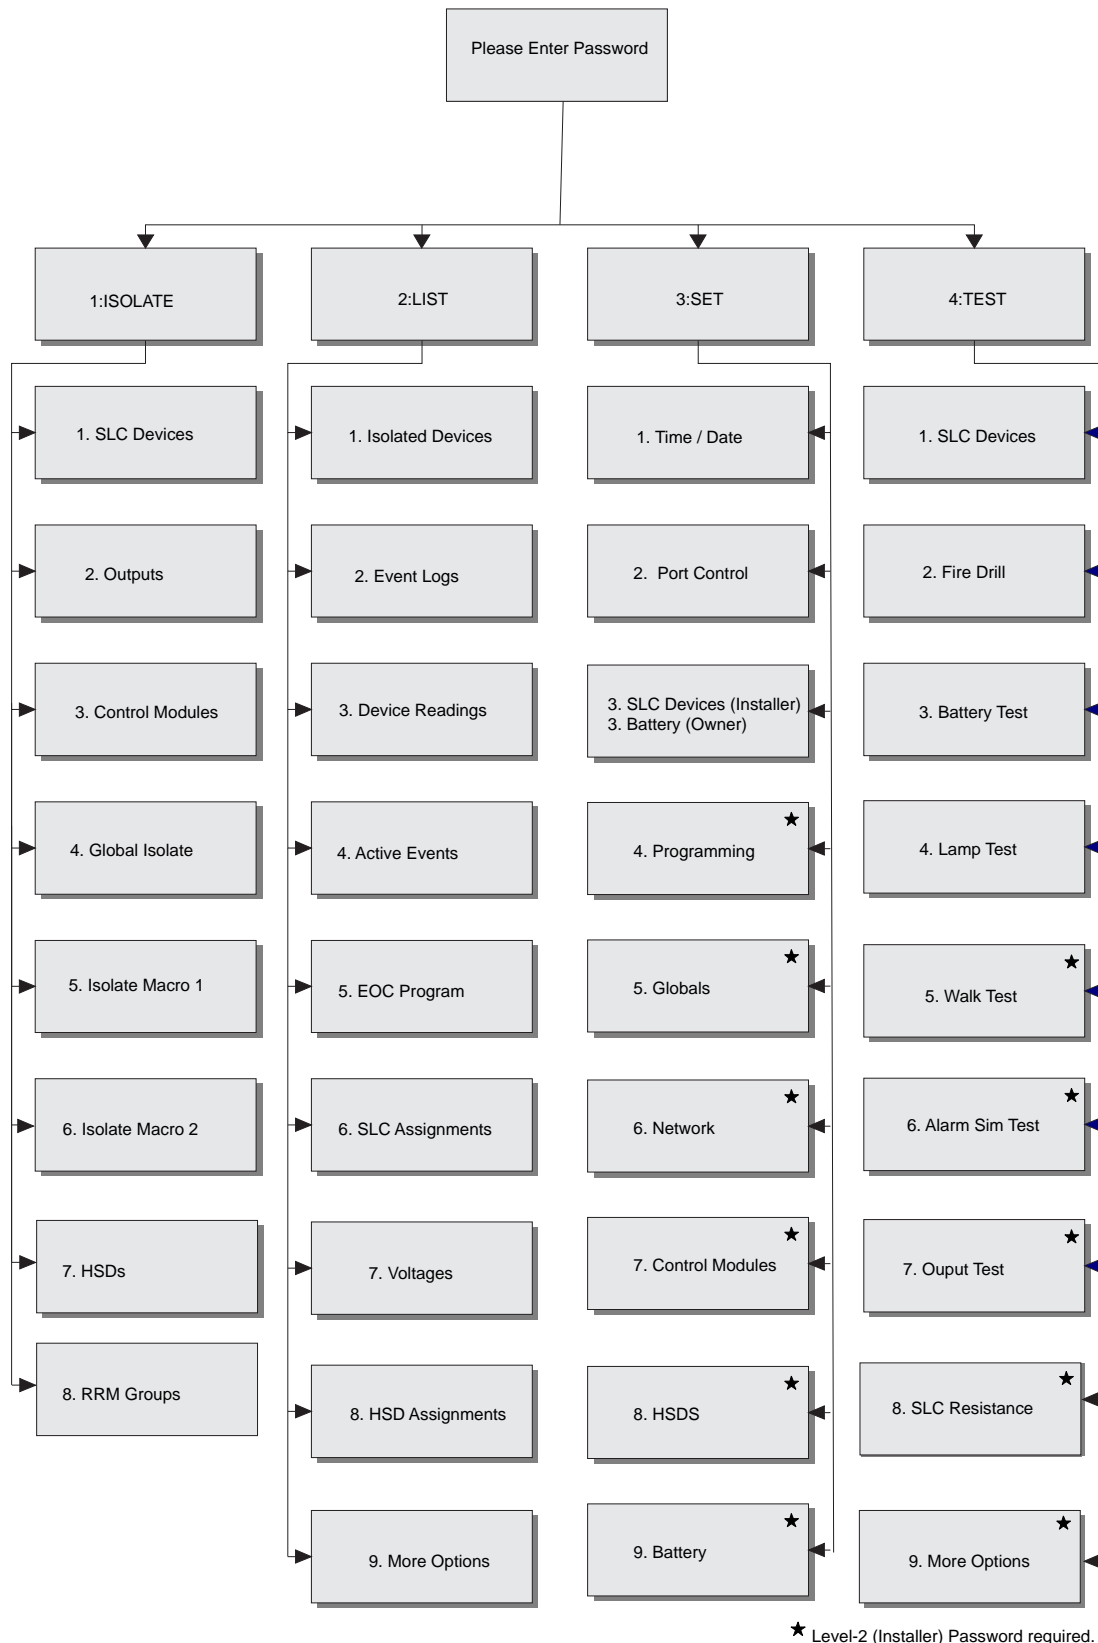 Please Enter Password
1:ISOLATE
2:LIST
3:SET
4:TEST
1. SLC Devices
2. Outputs
3. Control Modules
4. Global Isolate
5. Isolate Macro 1
6. Isolate Macro 2
7. HSDs
8. RRM Groups
1. Isolated Devices
2. Event Logs
3. Device Readings
4. Active Events
5. EOC Program
6. SLC Assignments
7. Voltages
8. HSD Assignments
9. More Options
1. Time / Date
2. Port Control
3. SLC Devices (Installer)
3. Battery (Owner)
4. Programming
5. Globals
6. Network
7. Control Modules
8. HSDS
9. Battery
1. SLC Devices
2. Fire Drill
3. Battery Test
4. Lamp Test
5. Walk Test
6. Alarm Sim Test
7. Ouput Test
8. SLC Resistance
9. More Options
★ Level-2 (Installer) Password required.